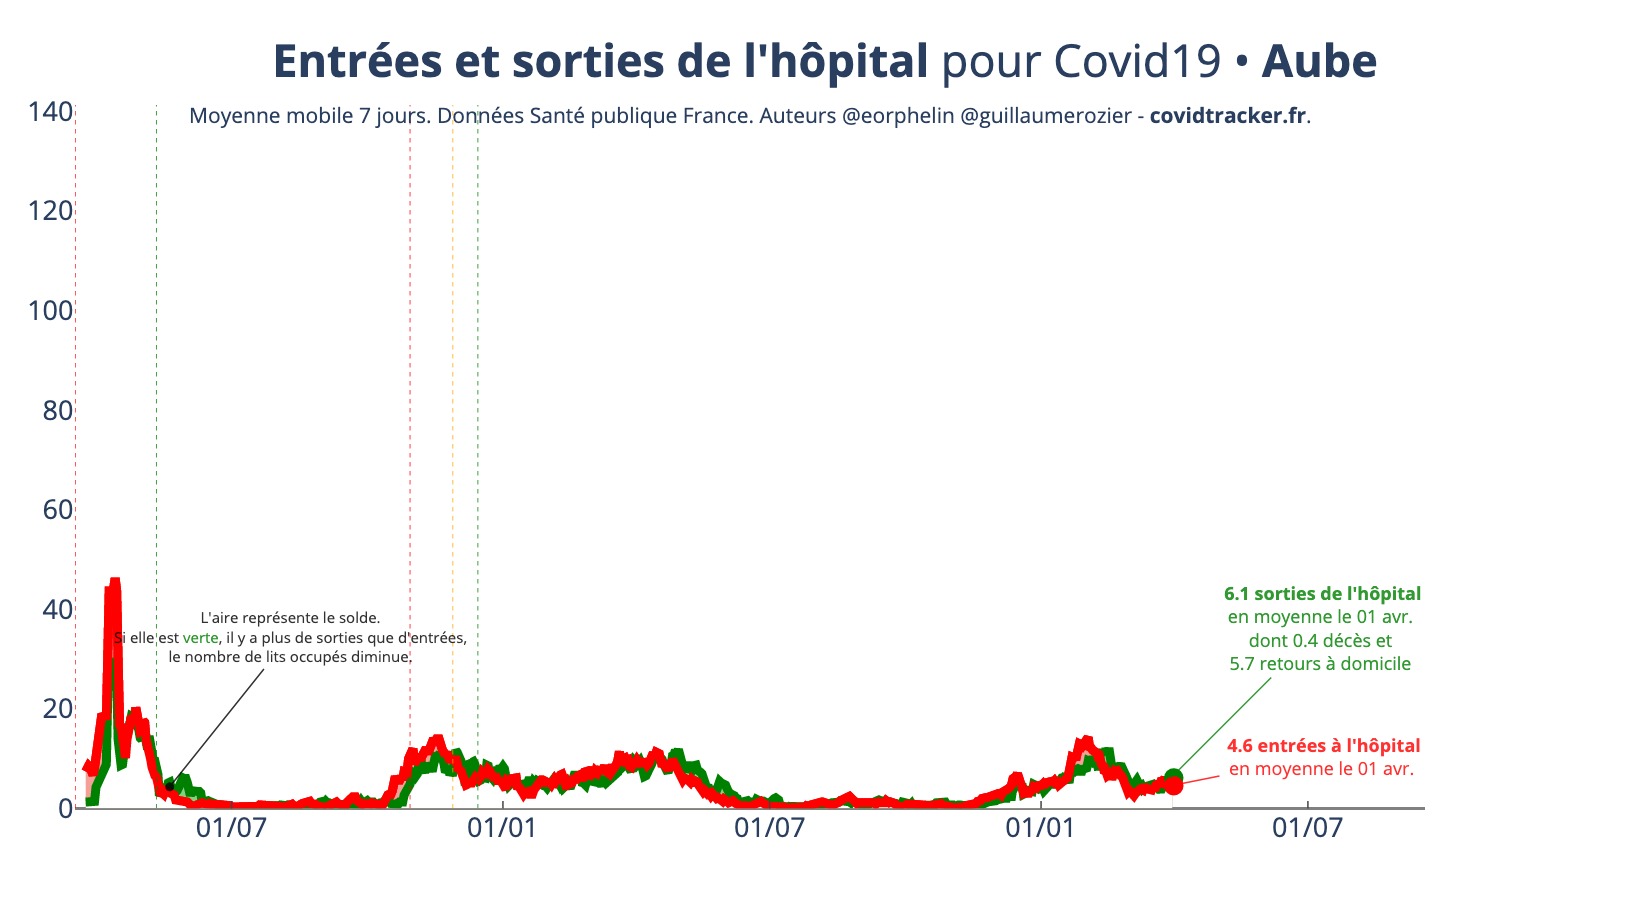 Entrées et sorties de l'hôpital pour Covid19 • Aube
Moyenne mobile 7 jours. Données Santé publique France. Auteurs @eorphelin @guillaumerozier - covidtracker.fr.
140
120
100
80
60
40
20
0
L'aire représente le solde.
Si elle est verte, il y a plus de sorties que d'entrées,
le nombre de lits occupés diminue.
6.1 sorties de l'hôpital
en moyenne le 01 avr.
dont 0.4 décès et
5.7 retours à domicile
4.6 entrées à l'hôpital
en moyenne le 01 avr.
01/07
01/01
01/07
01/01
01/07